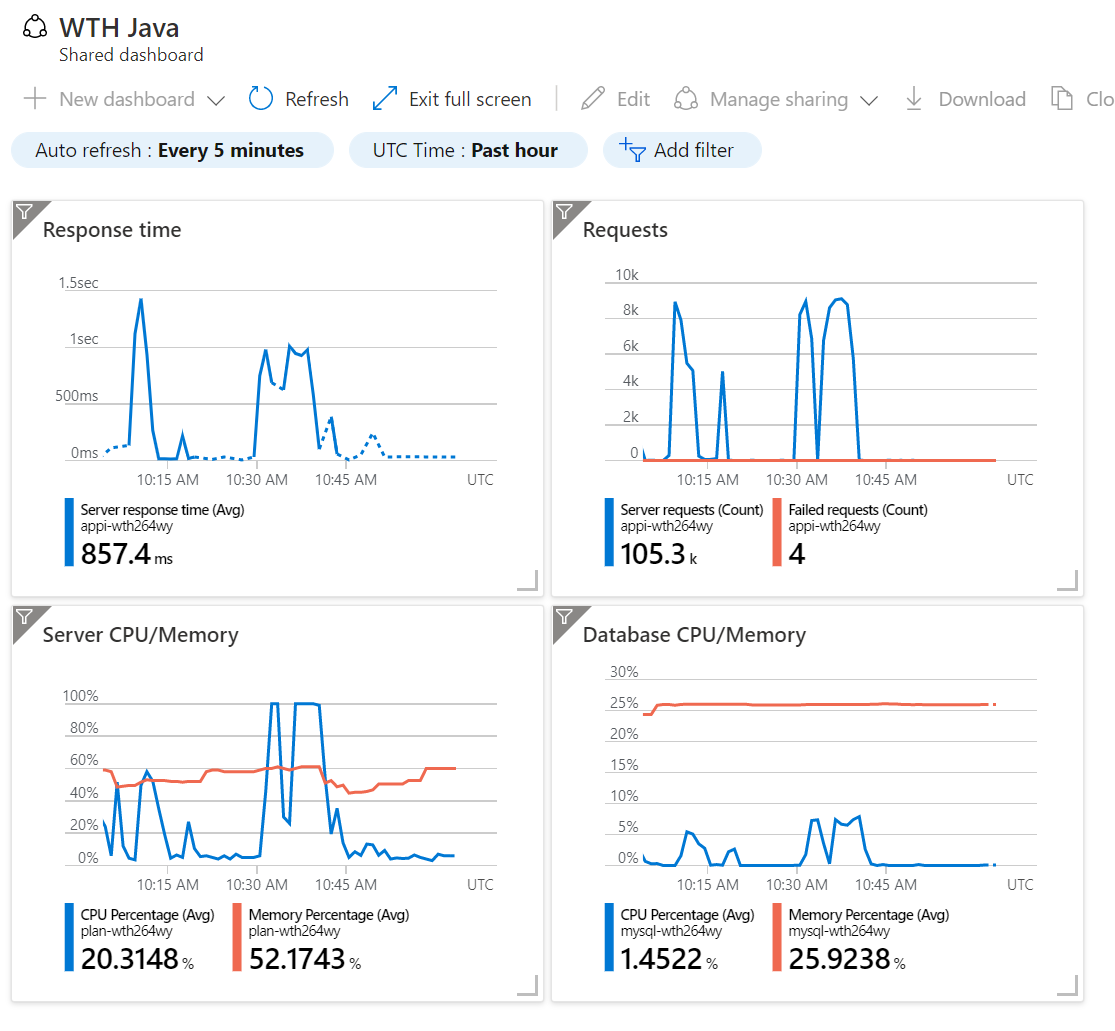 WTH Java
Shared dashboard
New dashboard Refresh Exit full screen Edit Manage sharing Download Clo
Auto refresh : Every 5 minutes UTC Time : Past hour Add filter
Response time
1.5sec
1sec
500ms
0ms
10:15 AM 10:30 AM 10:45 AM UTC
Server response time (Avg)
appi-wth264wy
857.4 ms
Requests
10k
8k
6k
4k
2k
0
10:15 AM 10:30 AM 10:45 AM UTC
Server requests (Count) Failed requests (Count)
appi-wth264wy appi-wth264wy
105.3 k 4
Server CPU/Memory
100%
80%
60%
40%
20%
0%
10:15 AM 10:30 AM 10:45 AM UTC
CPU Percentage (Avg) Memory Percentage (Avg)
plan-wth264wy plan-wth264wy
20.3148 % 52.1743 %
Database CPU/Memory
30%
25%
20%
15%
10%
5%
0%
10:15 AM 10:30 AM 10:45 AM UTC
CPU Percentage (Avg) Memory Percentage (Avg)
mysql-wth264wy mysql-wth264wy
1.4522 % 25.9238 %